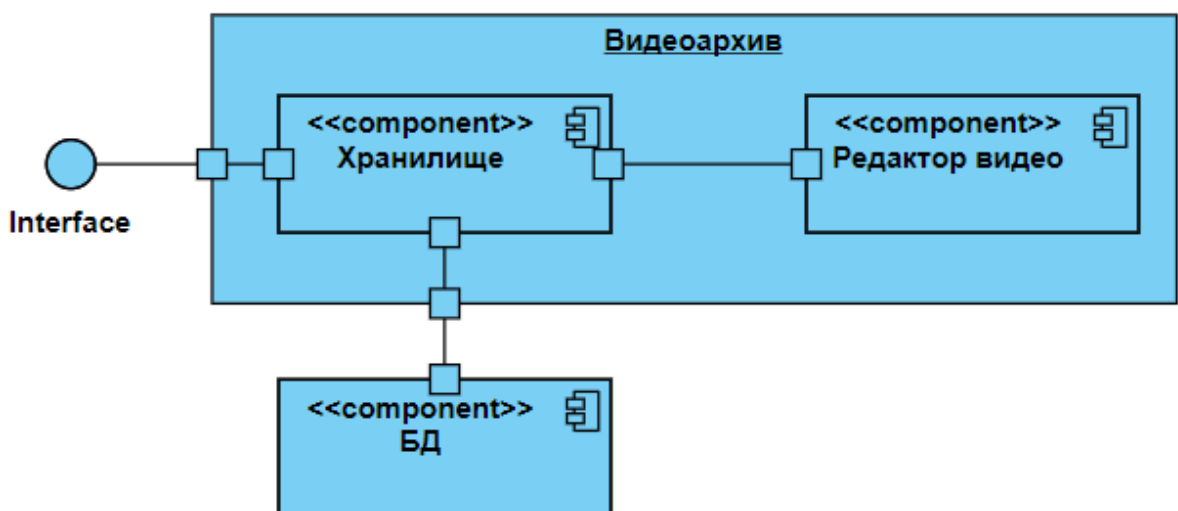 Видеоархив
<<component>>
Хранилище
<<component>>
Редактор видео
Interface
<<component>>
БД